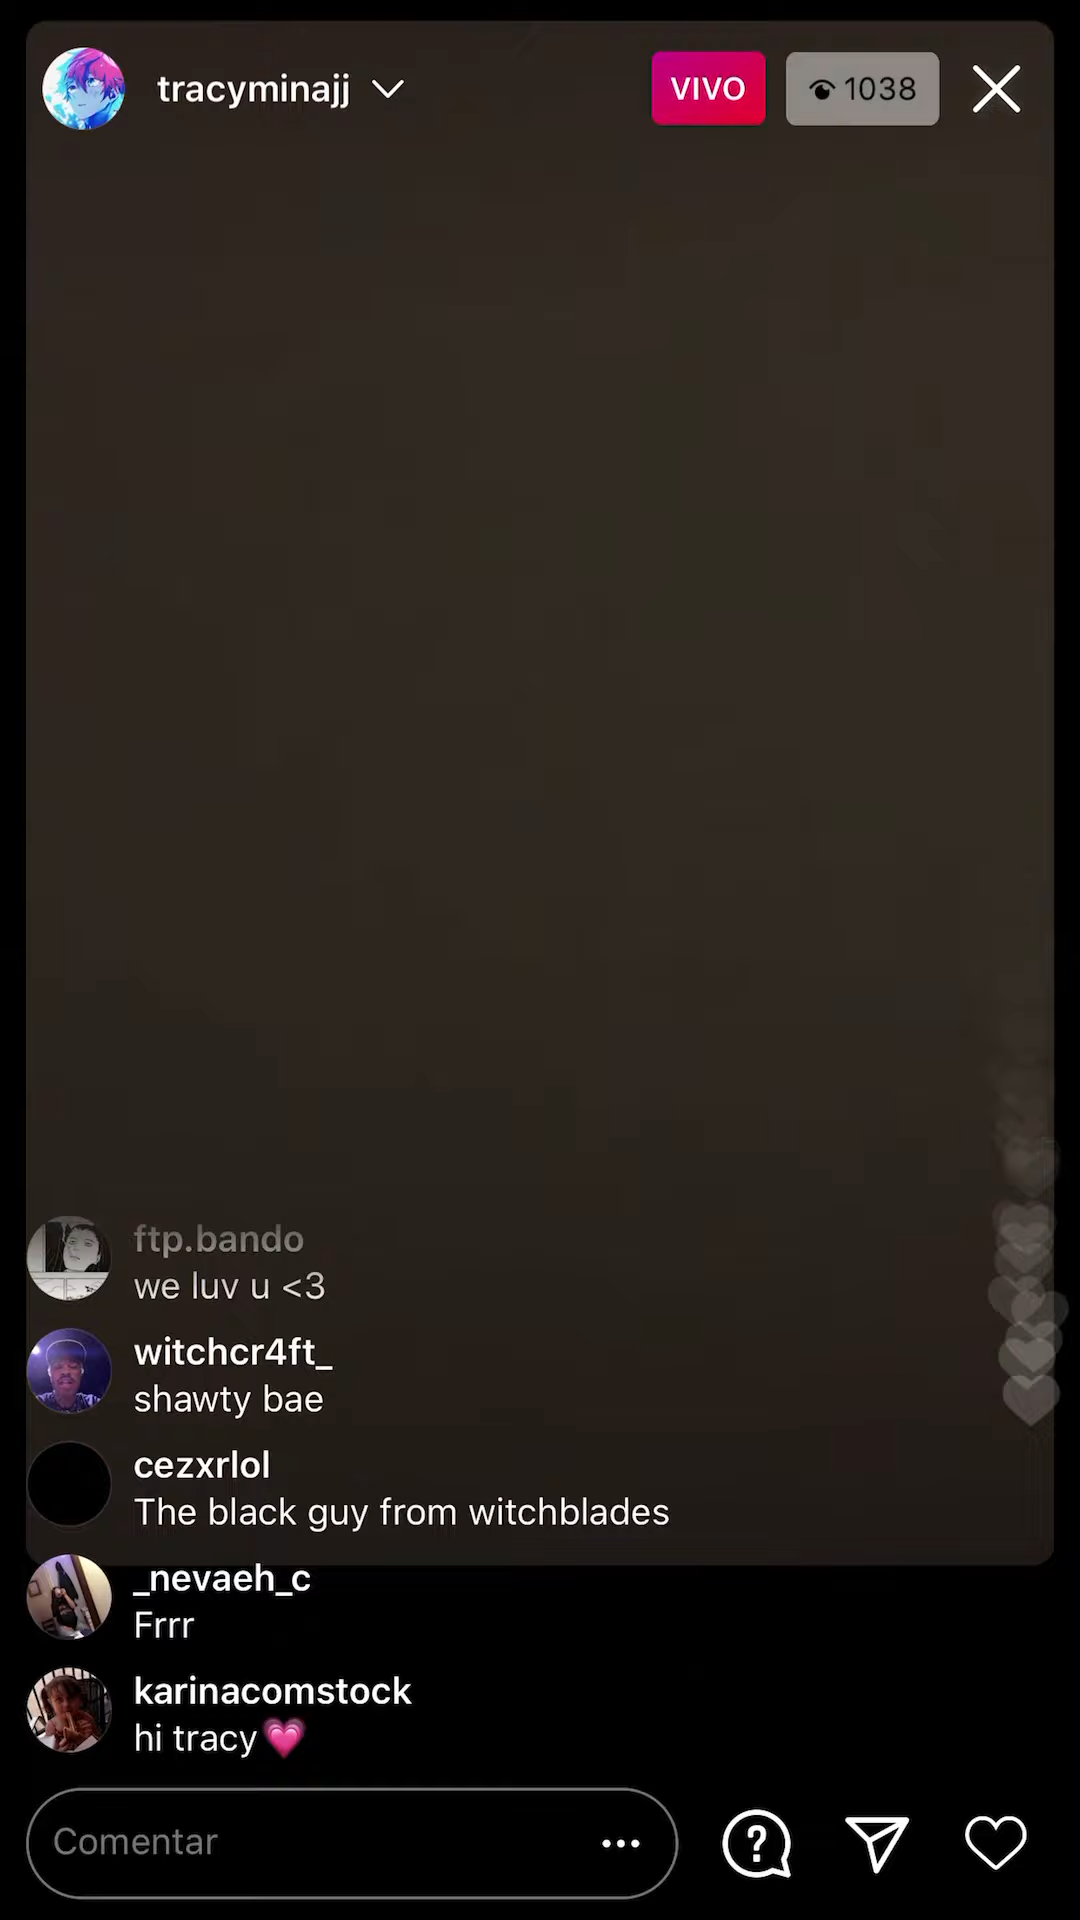 tracyminajj
VIVO
1038
ftp.bando
we luv u <3
witchcr4ft_
shawty bae
cezxrlol
The black guy from witchblades
_nevaeh_c
Frrr
karinacomstock
hi tracy💗
Comentar